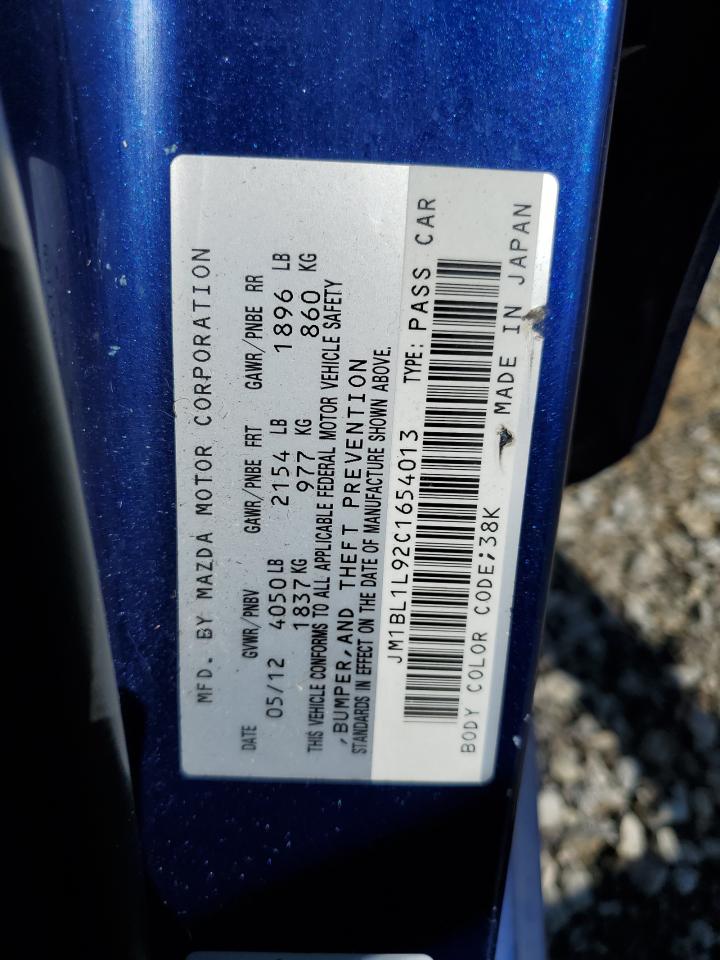 MFD. BY MAZDA MOTOR CORPORATION
DATE GVWR/PNBV GAWR/PNBE FRT GAWR/PNBE RR
05/12 4050 LB 2154 LB 1896 LB
1837 KG 977 KG 860 KG
THIS VEHICLE CONFORMS TO ALL APPLICABLE FEDERAL MOTOR VEHICLE SAFETY
,BUMPER,AND THEFT PREVENTION
STANDARDS IN EFFECT ON THE DATE OF MANUFACTURE SHOWN ABOVE.
JM1BL1L92C1654013 TYPE: PASS CAR
BODY COLOR CODE;38K MADE IN JAPAN